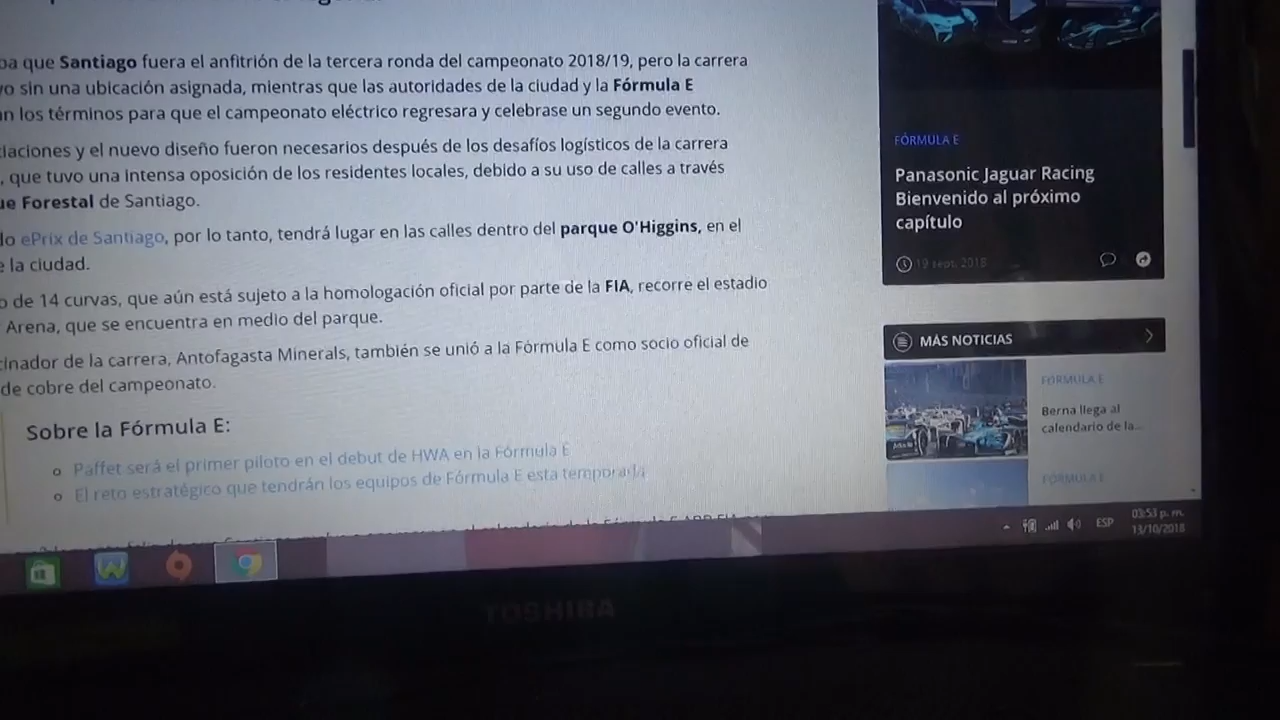 que Santiago fuera el anfitrión de la tercera ronda del campeonato 2018/19, pero la carrera
sin una ubicación asignada, mientras que las autoridades de la ciudad y la Fórmula E
los términos para que el campeonato eléctrico regresara y celebrase un segundo evento.
ciaciones y el nuevo diseño fueron necesarios después de los desafíos logísticos de la carrera
, que tuvo una intensa oposición de los residentes locales, debido a su uso de calles a través
ue Forestal de Santiago.
do ePrix de Santiago, por lo tanto, tendrá lugar en las calles dentro del parque O'Higgins, en el
e la ciudad.
o de 14 curvas, que aún está sujeto a la homologación oficial por parte de la FIA, recorre el estadio
Arena, que se encuentra en medio del parque.
cinador de la carrera, Antofagasta Minerals, también se unió a la Fórmula E como socio oficial de
de cobre del campeonato.
Sobre la Fórmula E:
Paffet será el primer piloto en el debut de HWA en la Fórmula E
El reto estratégico que tendrán los equipos de Fórmula E esta temporada
FÓRMULA E
Panasonic Jaguar Racing
Bienvenido al próximo
capítulo
19 sept. 2018
MÁS NOTICIAS
FÓRMULA E
Berna llega al
calendario de la...
FÓRMULA E
ESP
03:53 p. m.
13/10/2018
TOSHIBA